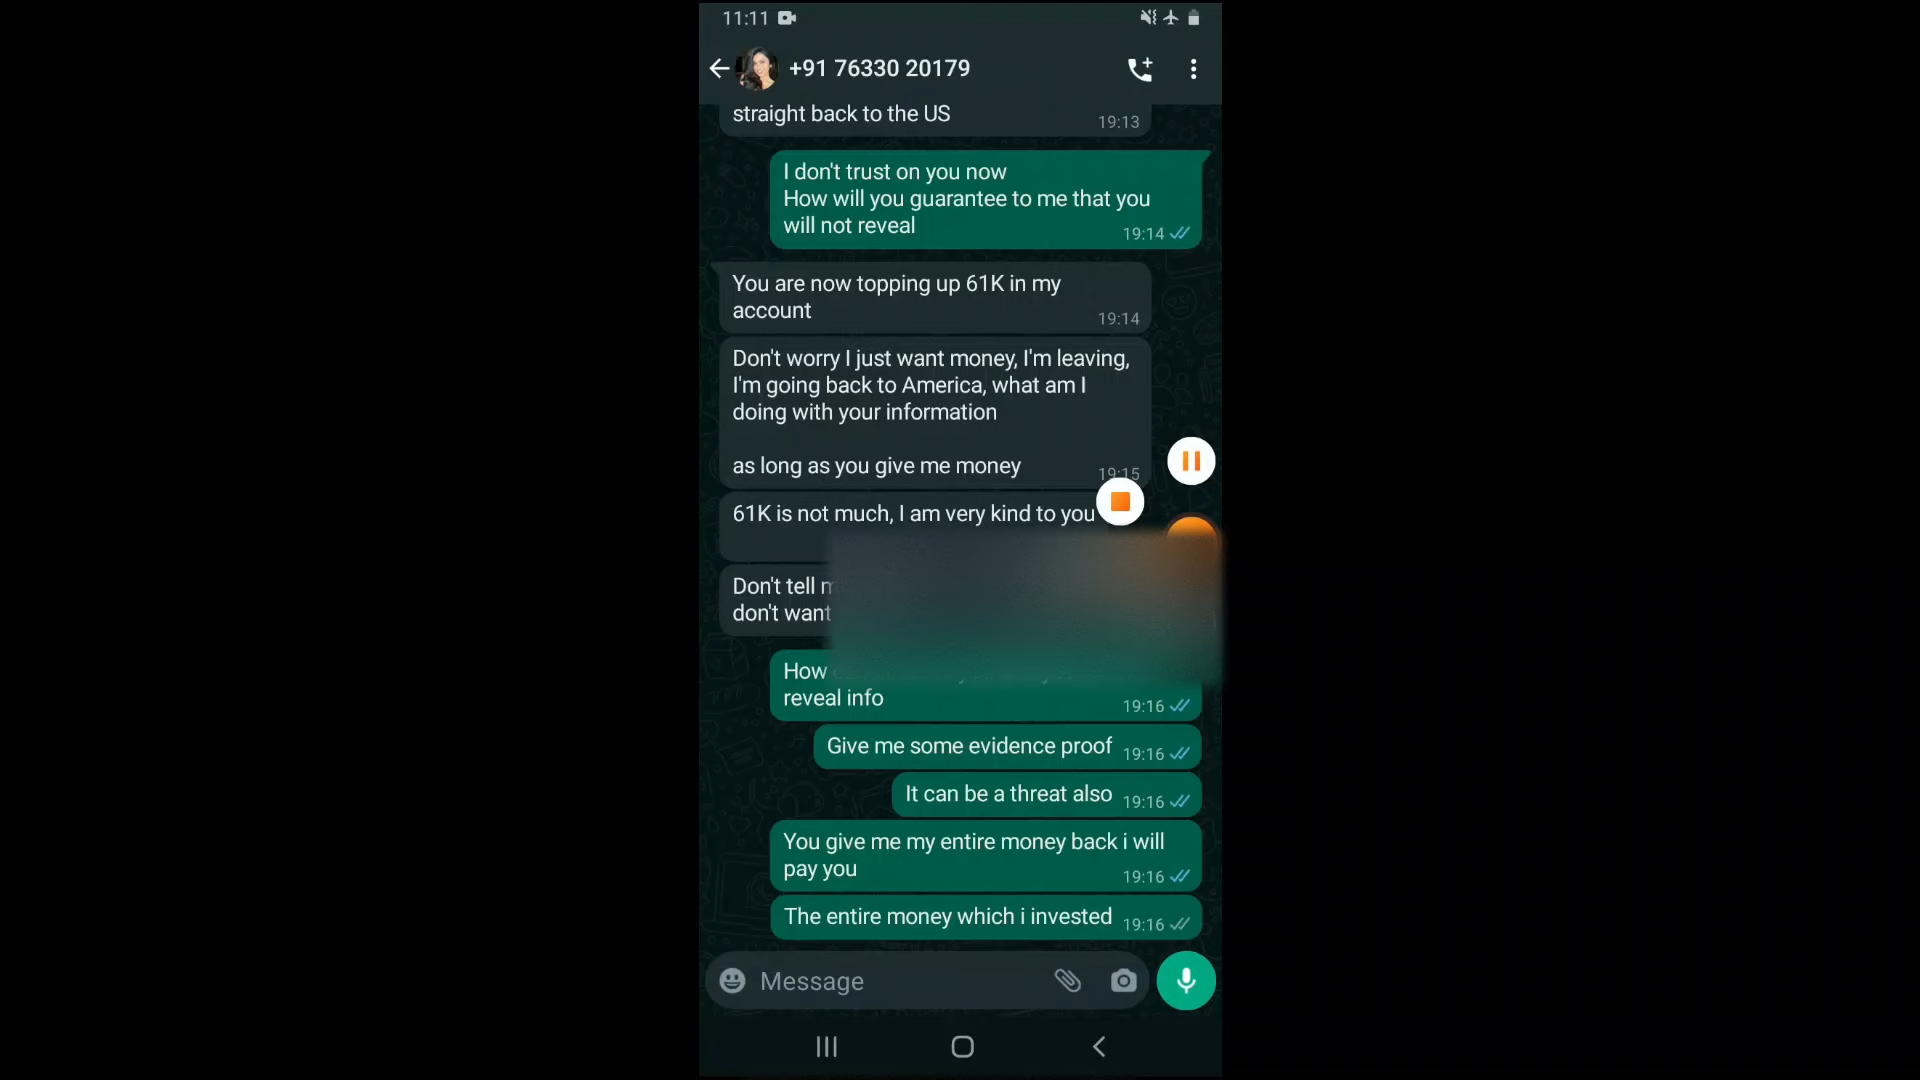 11:11
+91 76330 20179
straight back to the US
19:13
I don't trust on you now
How will you guarantee to me that you
will not reveal
19:14
You are now topping up 61K in my
account
19:14
Don't worry I just want money, I'm leaving,
I'm going back to America, what am I
doing with your information
as long as you give me money
19:15
61K is not much, I am very kind to you
Don't tell
don't want
How
reveal info
19:16
Give me some evidence proof 19:16
It can be a threat also 19:16
You give me my entire money back i will
pay you
19:16
The entire money which i invested 19:16
Message